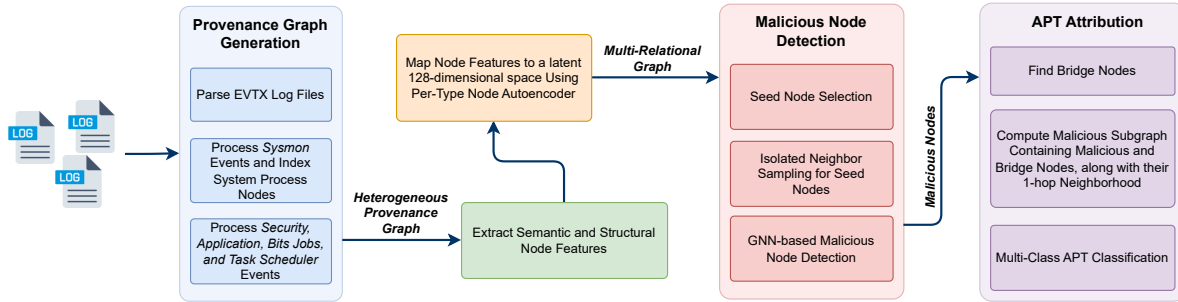 LOG
LOG
LOG
Provenance Graph
Generation
Parse EVTX Log Files
Process Sysmon
Events and Index
System Process
Nodes
Process Security,
Application, Bits Jobs,
and Task Scheduler
Events
Heterogeneous
Provenance
Graph
Extract Semantic and Structural
Node Features
Map Node Features to a latent
128-dimensional space Using
Per-Type Node Autoencoder
Multi-Relational
Graph
Malicious Node
Detection
Seed Node Selection
Isolated Neighbor
Sampling for Seed
Nodes
GNN-based Malicious
Node Detection
Malicious Nodes
APT Attribution
Find Bridge Nodes
Compute Malicious Subgraph
Containing Malicious and
Bridge Nodes, along with their
1-hop Neighborhood
Multi-Class APT Classification